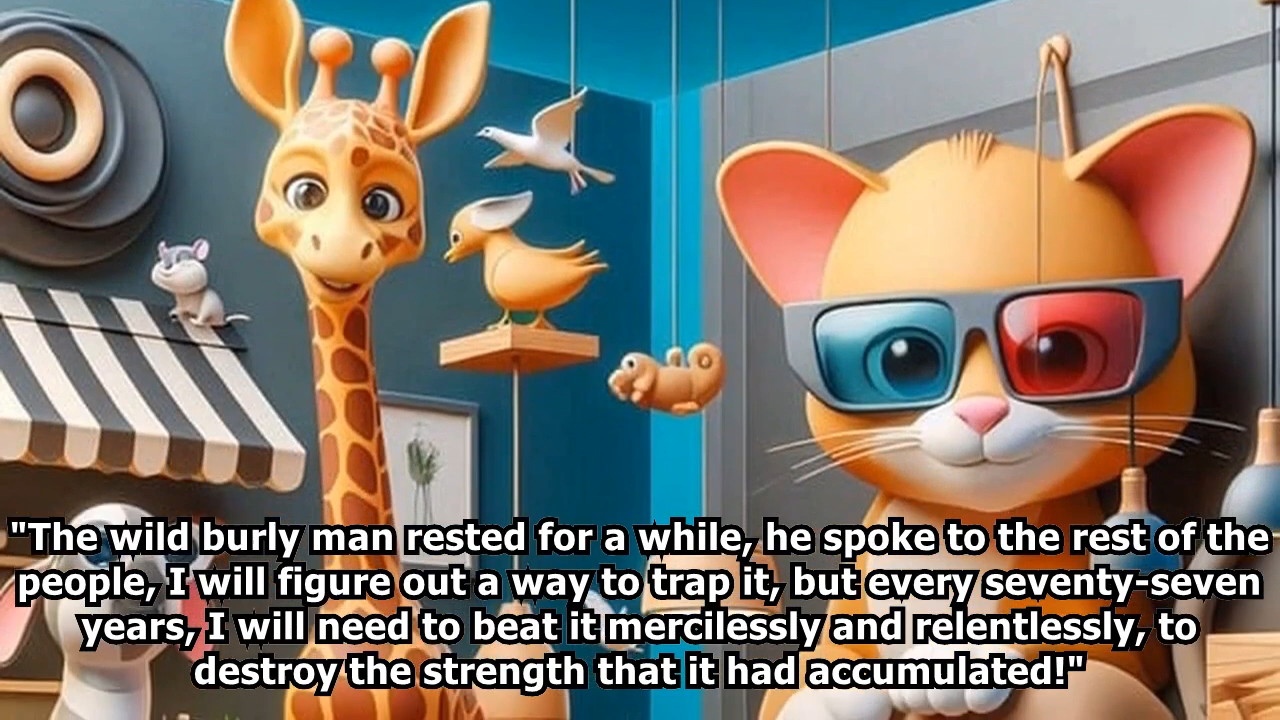 "The wild burly man rested for a while, he spoke to the rest of the
people, I will figure out a way to trap it, but every seventy-seven
years, I will need to beat it mercilessly and relentlessly, to
destroy the strength that it had accumulated!"